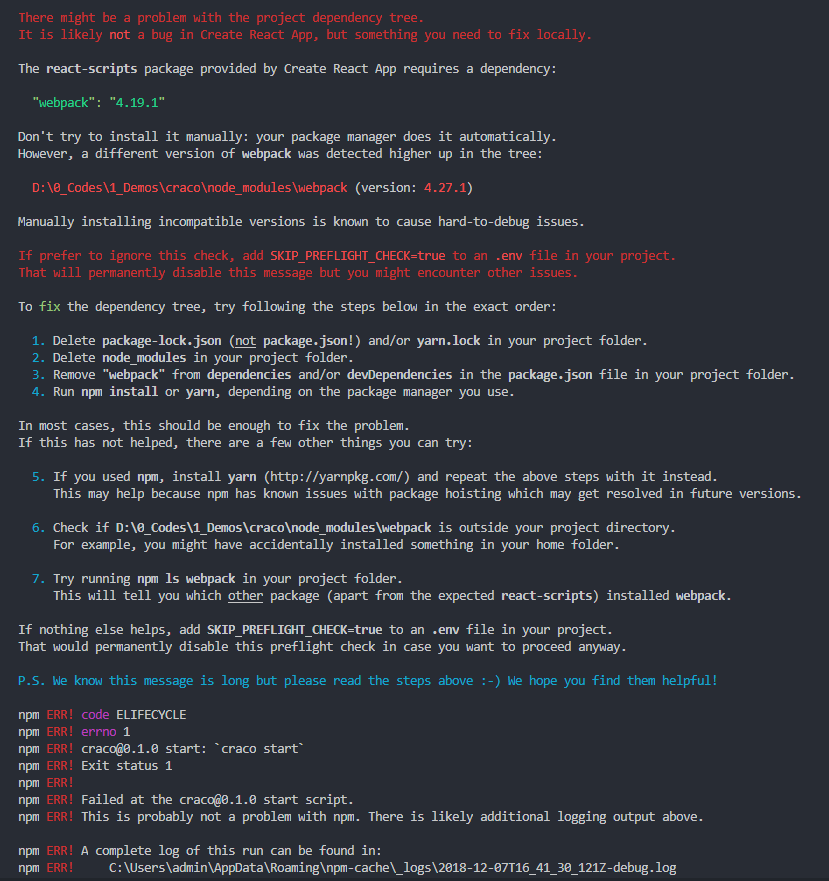 There might be a problem with the project dependency tree.
It is likely not a bug in Create React App, but something you need to fix locally.
The react-scripts package provided by Create React App requires a dependency:
"webpack": "4.19.1"
Don't try to install it manually: your package manager does it automatically.
However, a different version of webpack was detected higher up in the tree:
D:\0_Codes\1_Demos\craco\node_modules\webpack (version: 4.27.1)
Manually installing incompatible versions is known to cause hard-to-debug issues.
If prefer to ignore this check, add SKIP_PREFLIGHT_CHECK=true to an .env file in your project.
That will permanently disable this message but you might encounter other issues.
To fix the dependency tree, try following the steps below in the exact order:
1. Delete package-lock.json (not package.json!) and/or yarn.lock in your project folder.
2. Delete node_modules in your project folder.
3. Remove "webpack" from dependencies and/or devDependencies in the package.json file in your project folder.
4. Run npm install or yarn, depending on the package manager you use.
In most cases, this should be enough to fix the problem.
If this has not helped, there are a few other things you can try:
5. If you used npm, install yarn (http://yarnpkg.com/) and repeat the above steps with it instead.
This may help because npm has known issues with package hoisting which may get resolved in future versions.
6. Check if D:\0_Codes\1_Demos\craco\node_modules\webpack is outside your project directory.
For example, you might have accidentally installed something in your home folder.
7. Try running npm ls webpack in your project folder.
This will tell you which other package (apart from the expected react-scripts) installed webpack.
If nothing else helps, add SKIP_PREFLIGHT_CHECK=true to an .env file in your project.
That would permanently disable this preflight check in case you want to proceed anyway.
P.S. We know this message is long but please read the steps above :-) We hope you find them helpful!
npm ERR! code ELIFECYCLE
npm ERR! errno 1
npm ERR! craco@0.1.0 start: `craco start`
npm ERR! Exit status 1
npm ERR!
npm ERR! Failed at the craco@0.1.0 start script.
npm ERR! This is probably not a problem with npm. There is likely additional logging output above.
npm ERR! A complete log of this run can be found in:
npm ERR! C:\Users\admin\AppData\Roaming\npm-cache\_logs\2018-12-07T16_41_30_121Z-debug.log